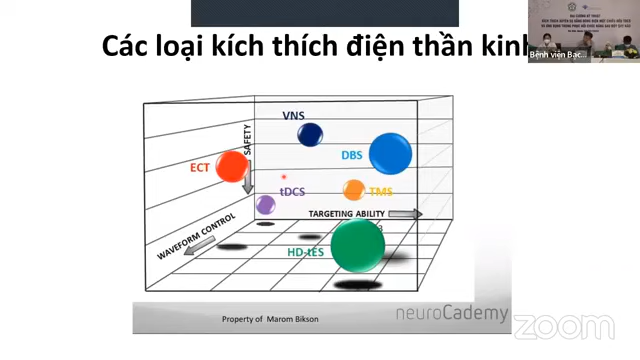 Các loại kích thích điện thần kinh
Bệnh viện Bạc...
VNS
SAFETY
DBS
ECT
tDCS
TMS
TARGETING ABILITY
WAVEFORM CONTROL
HD-tES
Property of Marom Bikson
neuroCademy
zoom